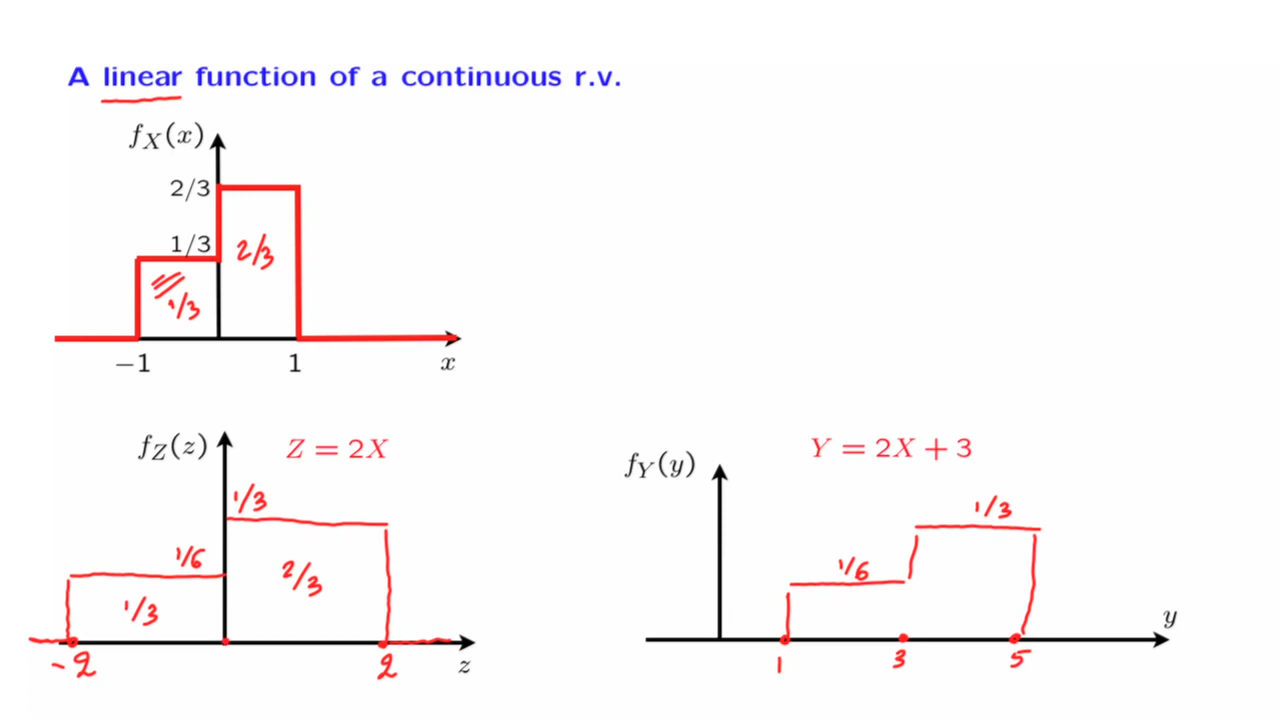 A linear function of a continuous r.v.
f_X(x)
2/3
1/3
2/3
1/3
−1
1
x
f_Z(z)
Z = 2X
1/3
1/6
2/3
1/3
-2
2
z
Y = 2X + 3
f_Y(y)
1/3
1/6
y
1
3
5